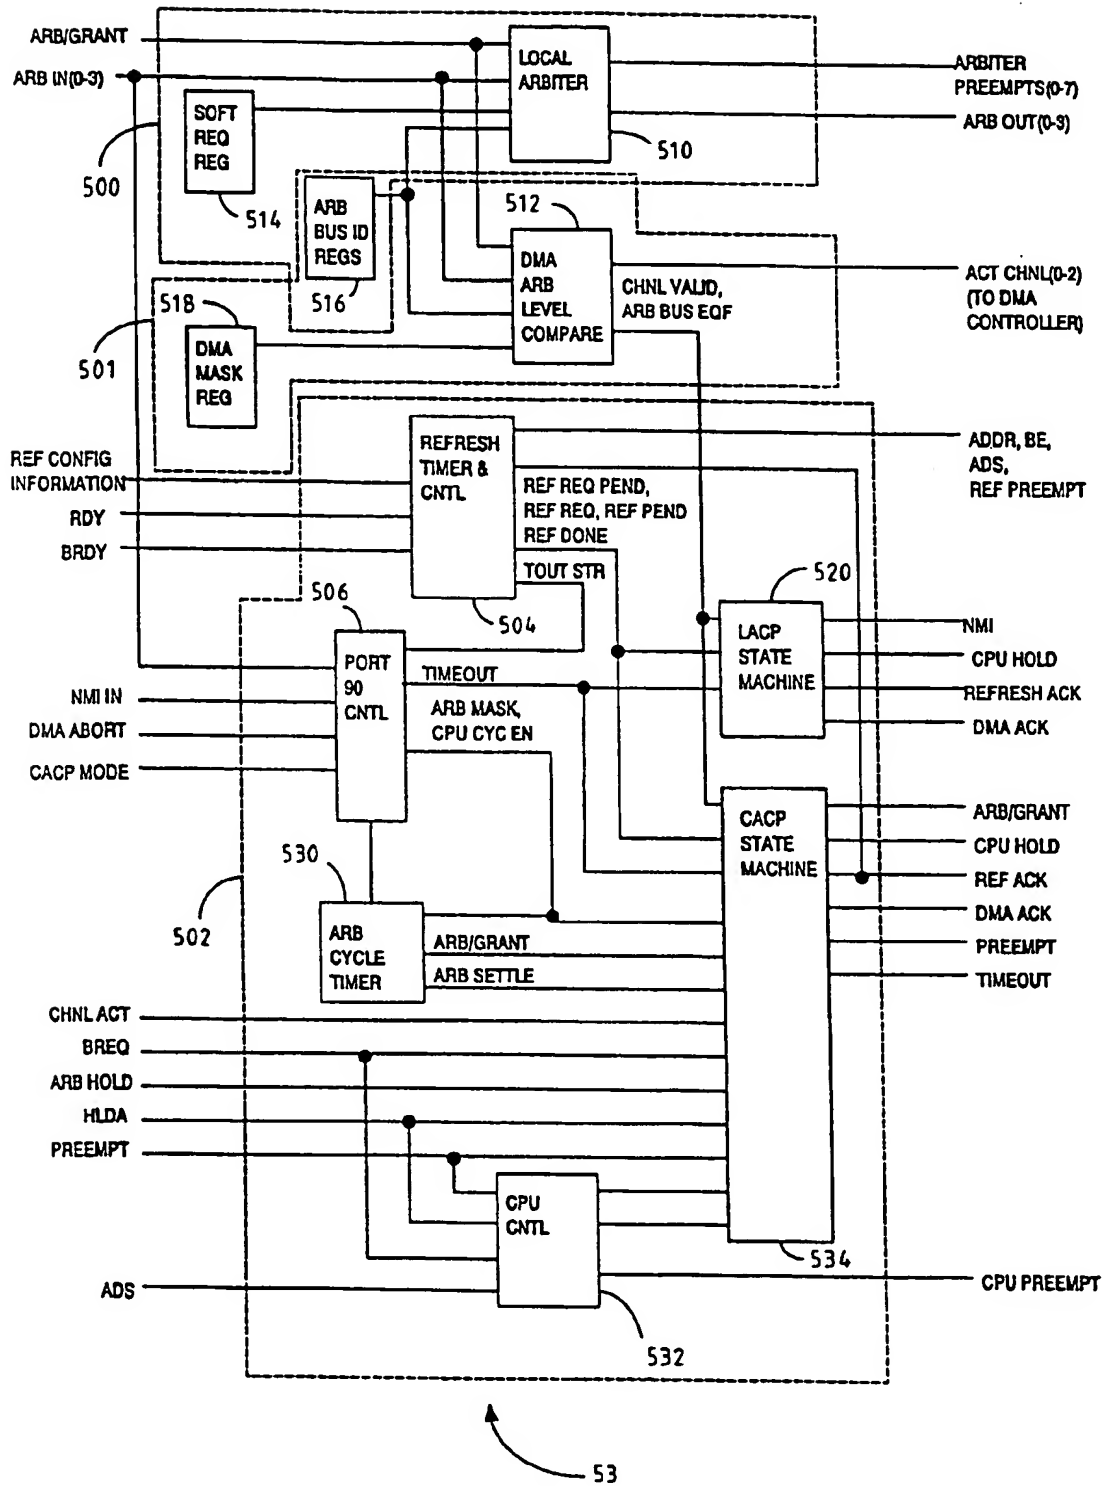 ARB/GRANT
ARB IN(0-3)
LOCAL
ARBITER
ARBITER
PREEMPTS(0-7)
ARB OUT(0-3)
510
SOFT
REQ
REG
500
514
ARB
BUS ID
REGS
516
512
DMA
ARB
LEVEL
COMPARE
CHNL VALID,
ARB BUS EQF
ACT CHNL(0-2)
(TO DMA
CONTROLLER)
518
DMA
MASK
REG
501
REF CONFIG
INFORMATION
RDY
BRDY
REFRESH
TIMER &
CNTL
ADDR, BE,
ADS,
REF PREEMPT
REF REQ PEND,
REF REQ, REF PEND
REF DONE
TOUT STR
504
506
PORT
90
CNTL
TIMEOUT
ARB MASK,
CPU CYC EN
NMI IN
DMA ABORT
CACP MODE
520
LACP
STATE
MACHINE
NMI
CPU HOLD
REFRESH ACK
DMA ACK
CACP
STATE
MACHINE
ARB/GRANT
CPU HOLD
REF ACK
DMA ACK
PREEMPT
TIMEOUT
530
ARB
CYCLE
TIMER
ARB/GRANT
ARB SETTLE
502
CHNL ACT
BREQ
ARB HOLD
HLDA
PREEMPT
CPU
CNTL
534
ADS
CPU PREEMPT
532
53